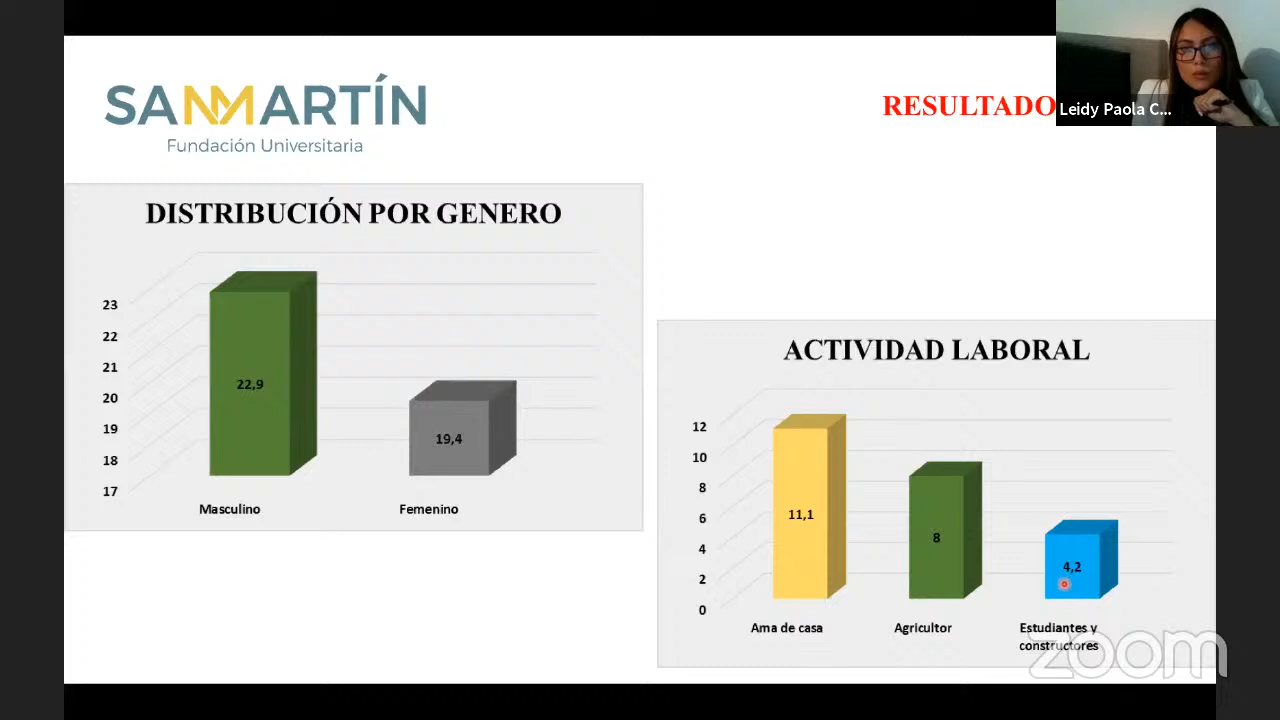 SANMARTÍN
Fundación Universitaria
RESULTADO
Leidy Paola C...
DISTRIBUCIÓN POR GENERO
23
22
21
20
19
18
17
22,9
19,4
Masculino
Femenino
ACTIVIDAD LABORAL
12
10
8
6
4
2
0
11,1
8
4,2
Ama de casa
Agricultor
Estudiantes y
constructores
zoom